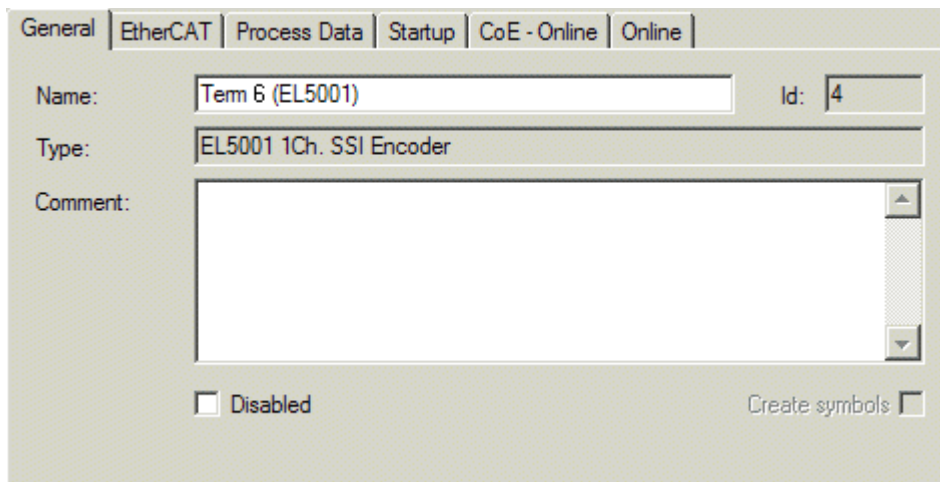 General EtherCAT Process Data Startup CoE - Online Online
Name: Term 6 (EL5001) Id: 4
Type: EL5001 1Ch. SSI Encoder
Comment:
Disabled Create symbols